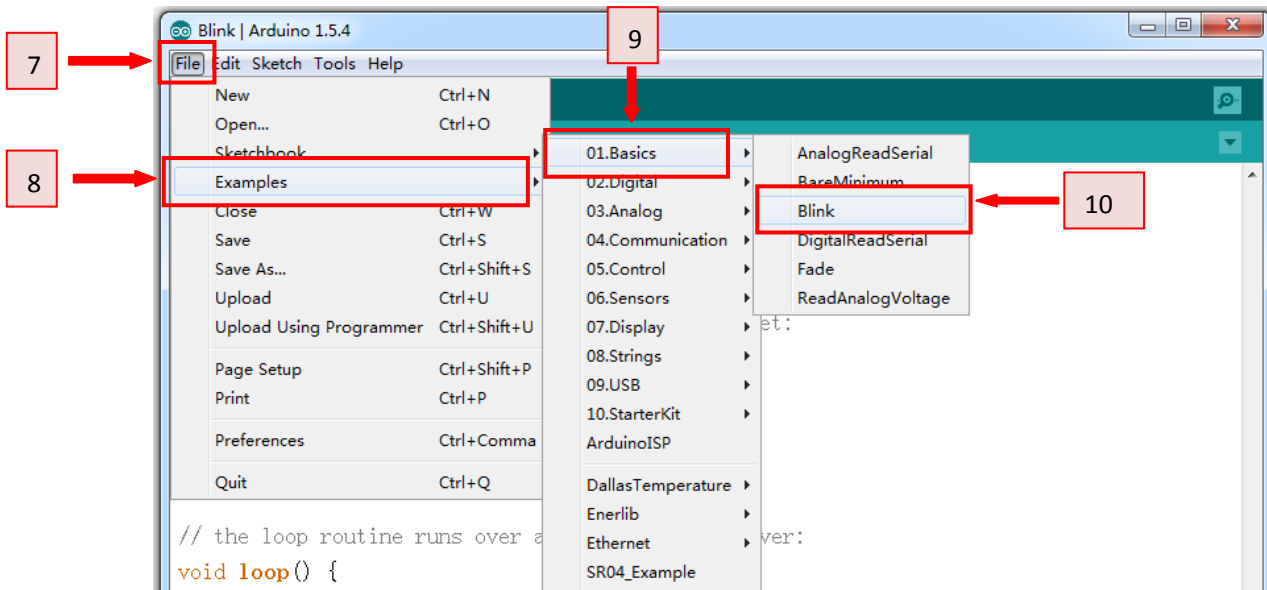 Blink | Arduino 1.5.4
9
7
File Edit Sketch Tools Help
New Ctrl+N
Open... Ctrl+O
Sketchbook
8
Examples
Close Ctrl+W
Save Ctrl+S
Save As... Ctrl+Shift+S
Upload Ctrl+U
Upload Using Programmer Ctrl+Shift+U
Page Setup Ctrl+Shift+P
Print Ctrl+P
Preferences Ctrl+Comma
Quit Ctrl+Q
01.Basics
02.Digital
03.Analog
04.Communication
05.Control
06.Sensors
07.Display
08.Strings
09.USB
10.StarterKit
ArduinoISP
DallasTemperature
Enerlib
Ethernet
SR04_Example
AnalogReadSerial
BareMinimum
Blink
10
DigitalReadSerial
Fade
ReadAnalogVoltage
et:
// the loop routine runs over a ver:
void loop() {